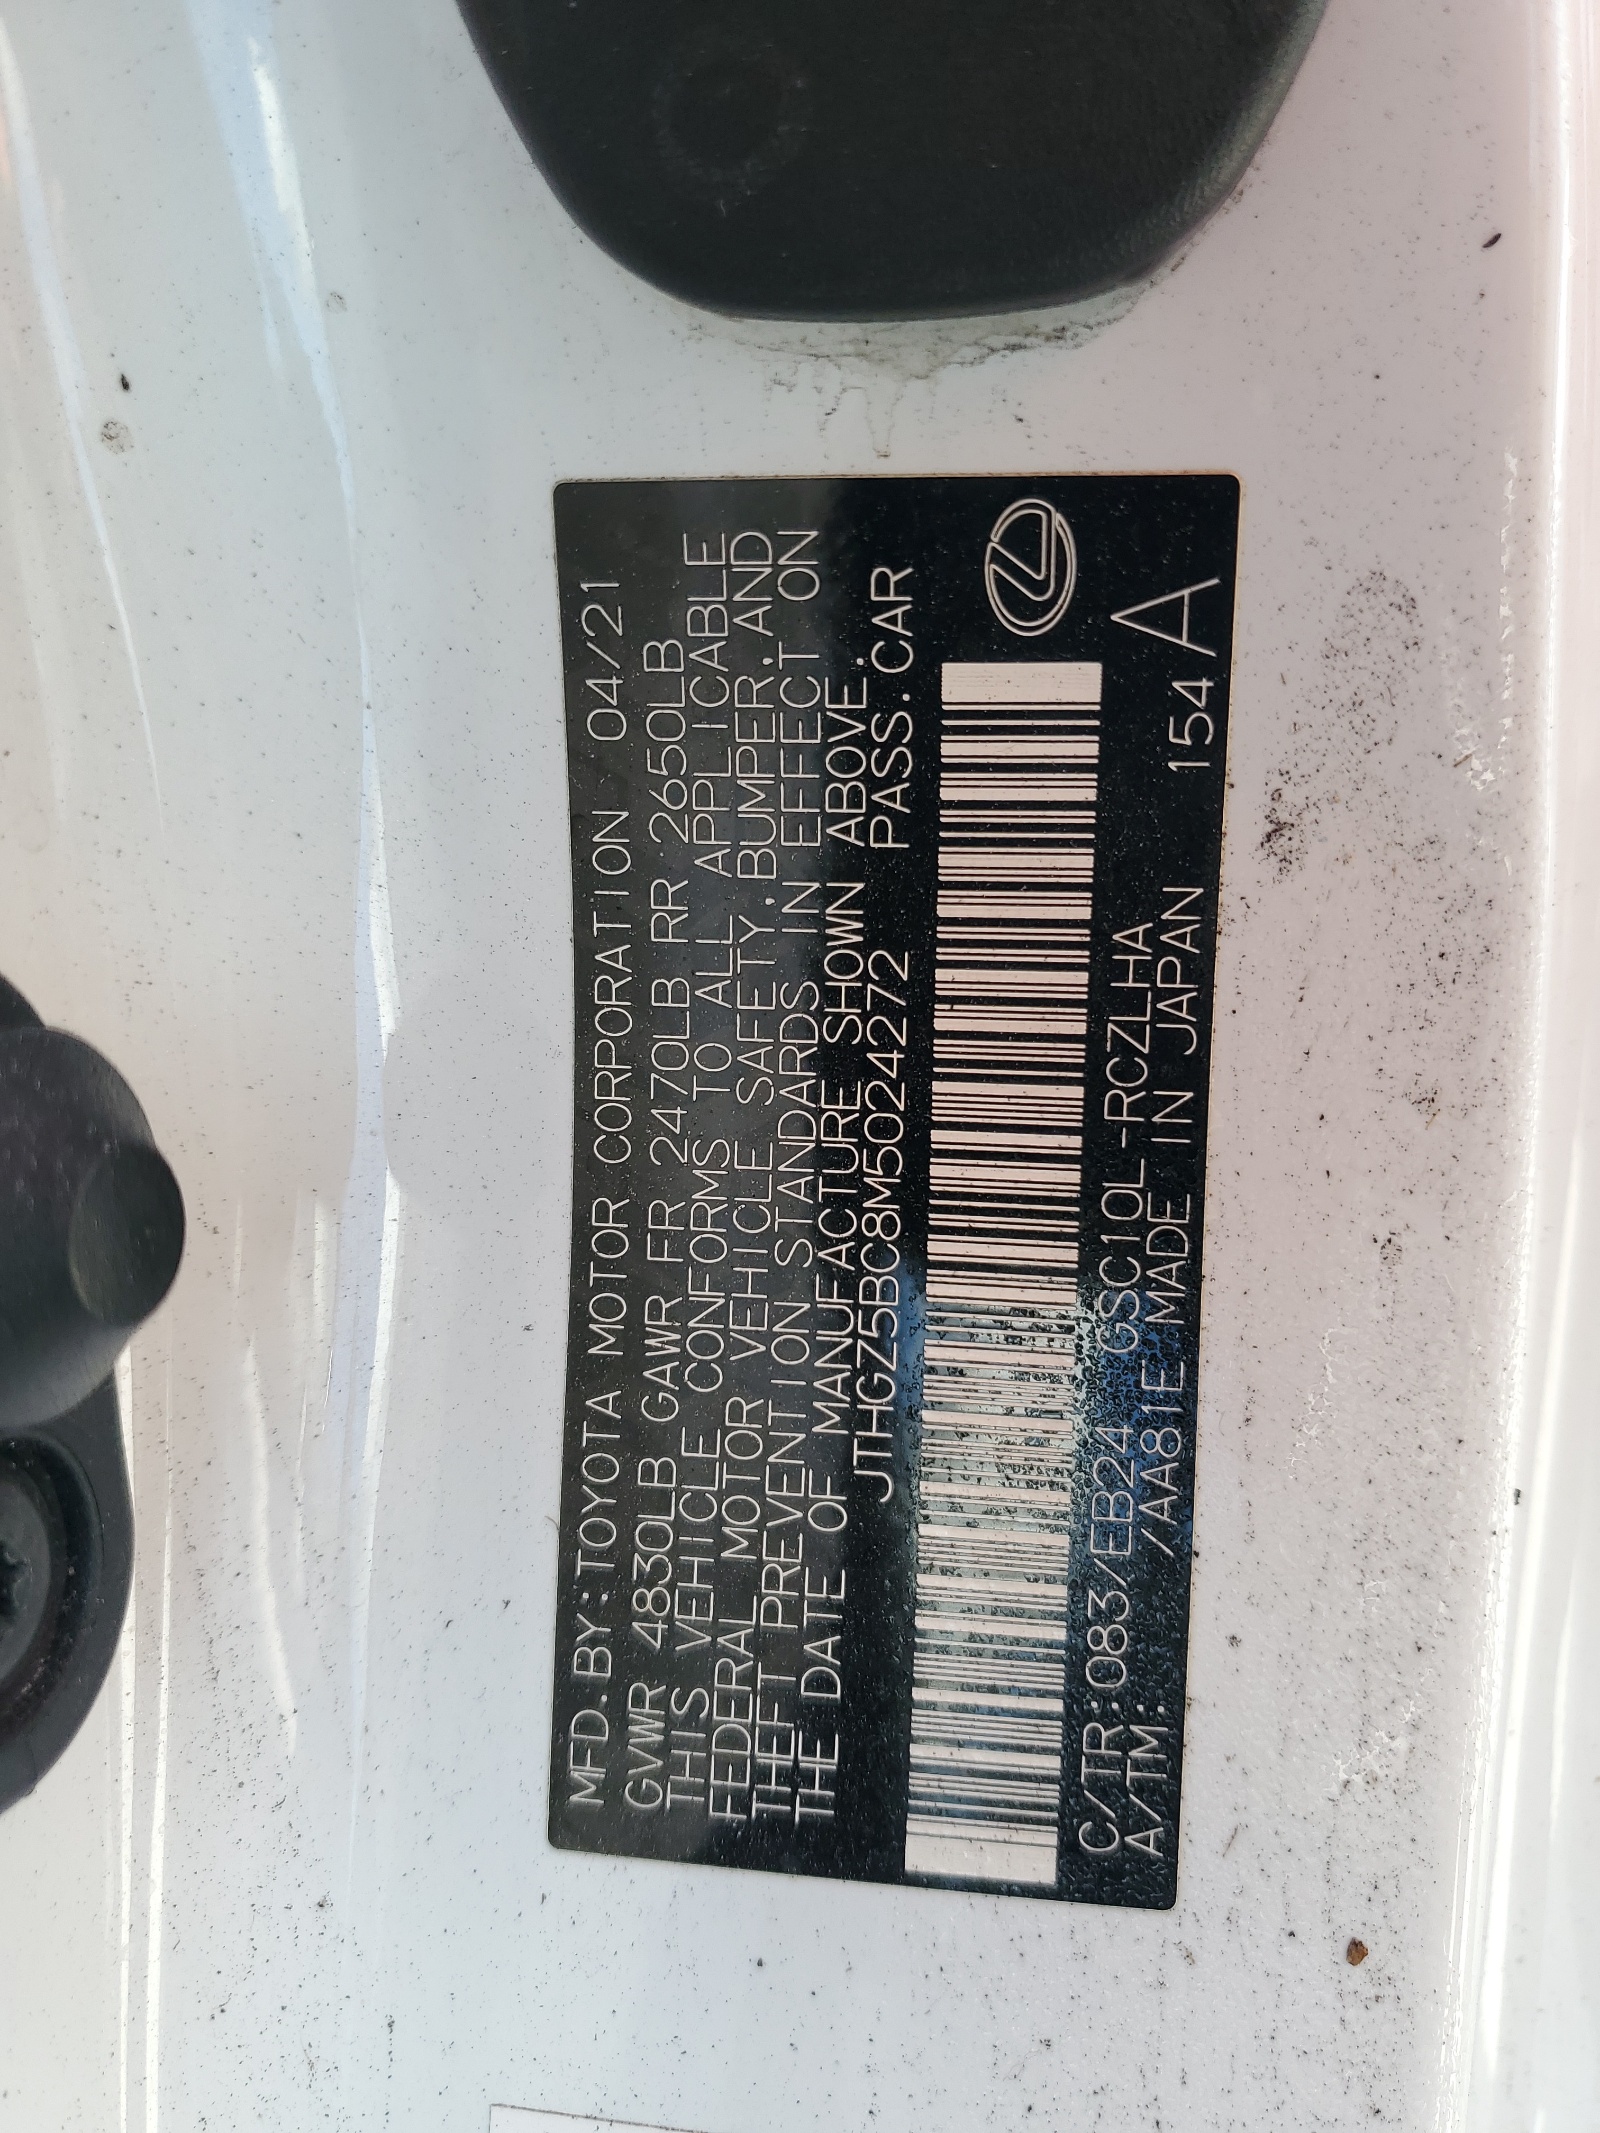 MFD.BY:TOYOTA MOTOR CORPORATION 04/21
GVWR 4830LB GAWR FR 2470LB RR 2650LB
THIS VEHICLE CONFORMS TO ALL APPLICABLE
FEDERAL MOTOR VEHICLE SAFETY,BUMPER,AND
THEFT PREVENTION STANDARDS IN EFFECT ON
THE DATE OF MANUFACTURE SHOWN ABOVE.
JTHGZ5BC8M5024272 PASS.CAR
C/TR:083/EB24 GSC10L-RCZLHA
A/TM: /AA81E MADE IN JAPAN 154 A